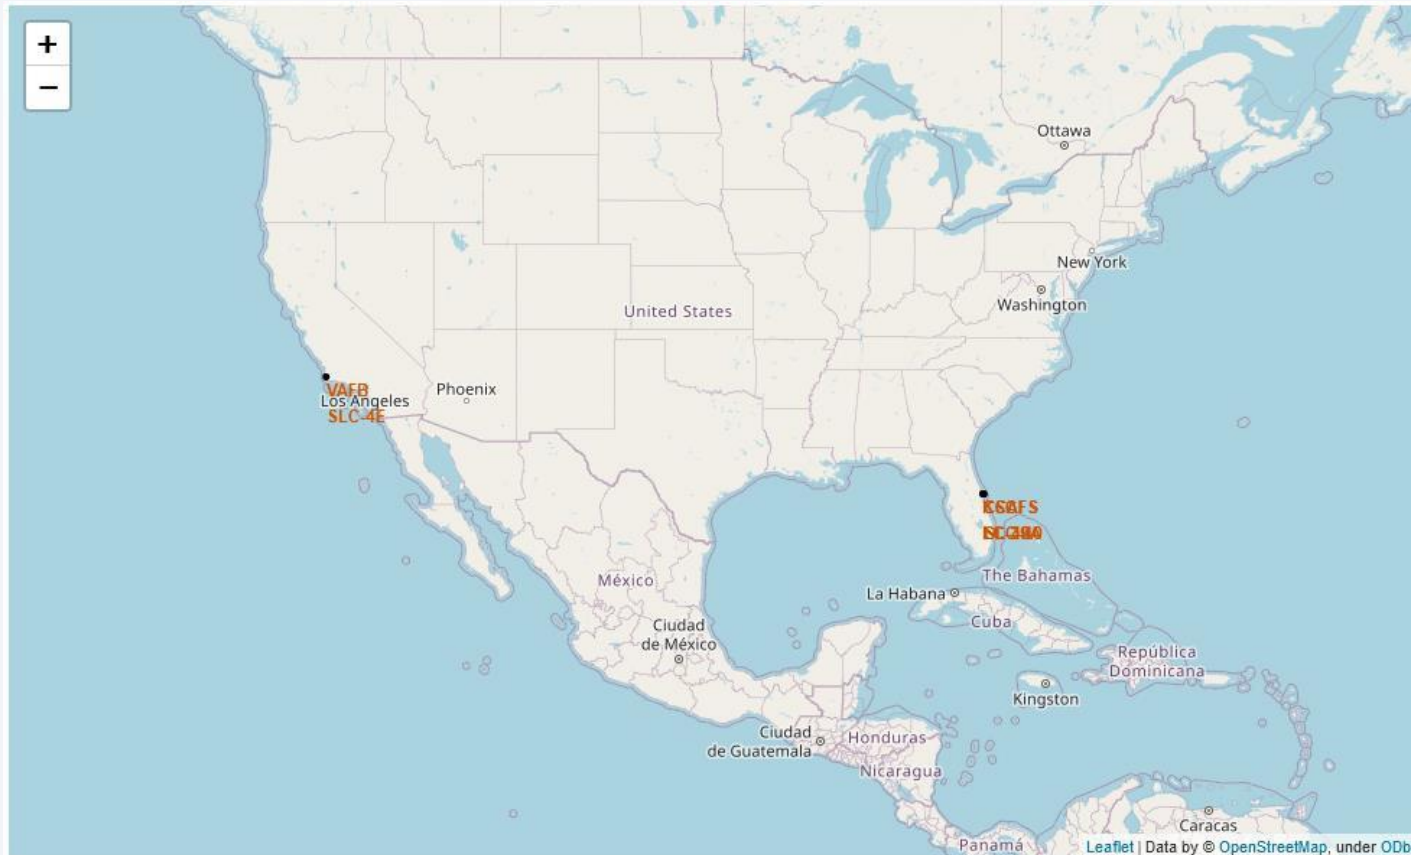 +
−
Ottawa
New York
Washington
United States
Phoenix
VAFB
Los Angeles
SLC-4E
The Bahamas
La Habana
Cuba
México
Ciudad
de México
República
Dominicana
Kingston
Ciudad
de Guatemala
Honduras
Nicaragua
Caracas
Panamá
Leaflet | Data by © OpenStreetMap, under ODb